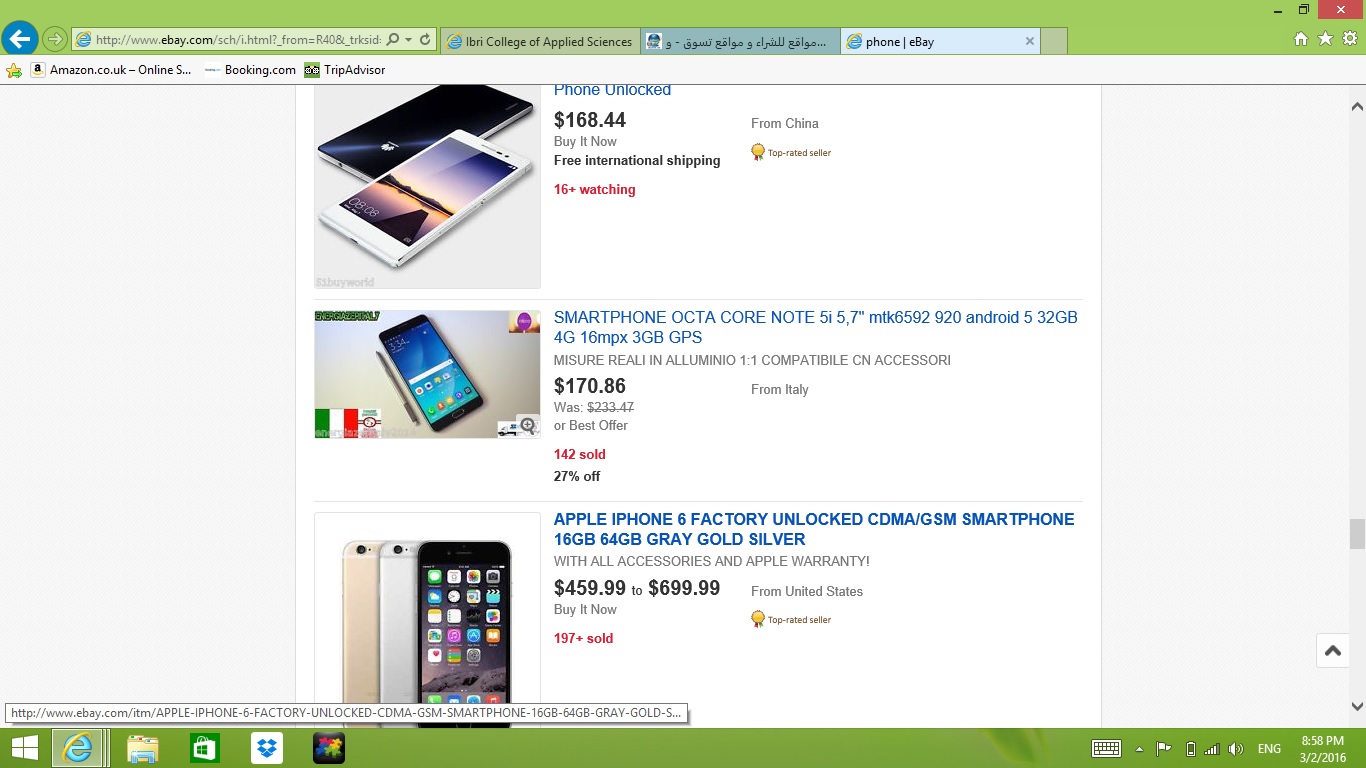 http://www.ebay.com/sch/i.html?_from=R40&_trksid=
Ibri College of Applied Sciences
مواقع للشراء و مواقع تسوق - و...
phone | eBay
Amazon.co.uk – Online S...
Booking.com
TripAdvisor
Phone Unlocked
$168.44
From China
Buy It Now
Top-rated seller
Free international shipping
16+ watching
08:08
Sibuyworld
ENERGIAZEROITALY
3:34
SMARTPHONE OCTA CORE NOTE 5i 5,7" mtk6592 920 android 5 32GB
4G 16mpx 3GB GPS
MISURE REALI IN ALLUMINIO 1:1 COMPATIBILE CN ACCESSORI
$170.86
From Italy
Was: $233.47
or Best Offer
142 sold
27% off
APPLE IPHONE 6 FACTORY UNLOCKED CDMA/GSM SMARTPHONE
16GB 64GB GRAY GOLD SILVER
WITH ALL ACCESSORIES AND APPLE WARRANTY!
$459.99 to $699.99
From United States
Buy It Now
Top-rated seller
197+ sold
http://www.ebay.com/itm/APPLE-IPHONE-6-FACTORY-UNLOCKED-CDMA-GSM-SMARTPHONE-16GB-64GB-GRAY-GOLD-S...
ENG
8:58 PM
3/2/2016